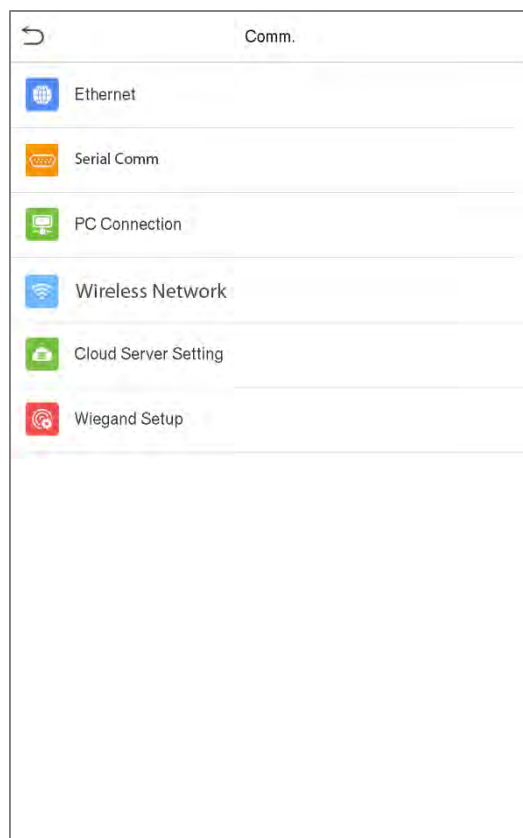 Comm.
Ethernet
Serial Comm
PC Connection
Wireless Network
Cloud Server Setting
Wiegand Setup